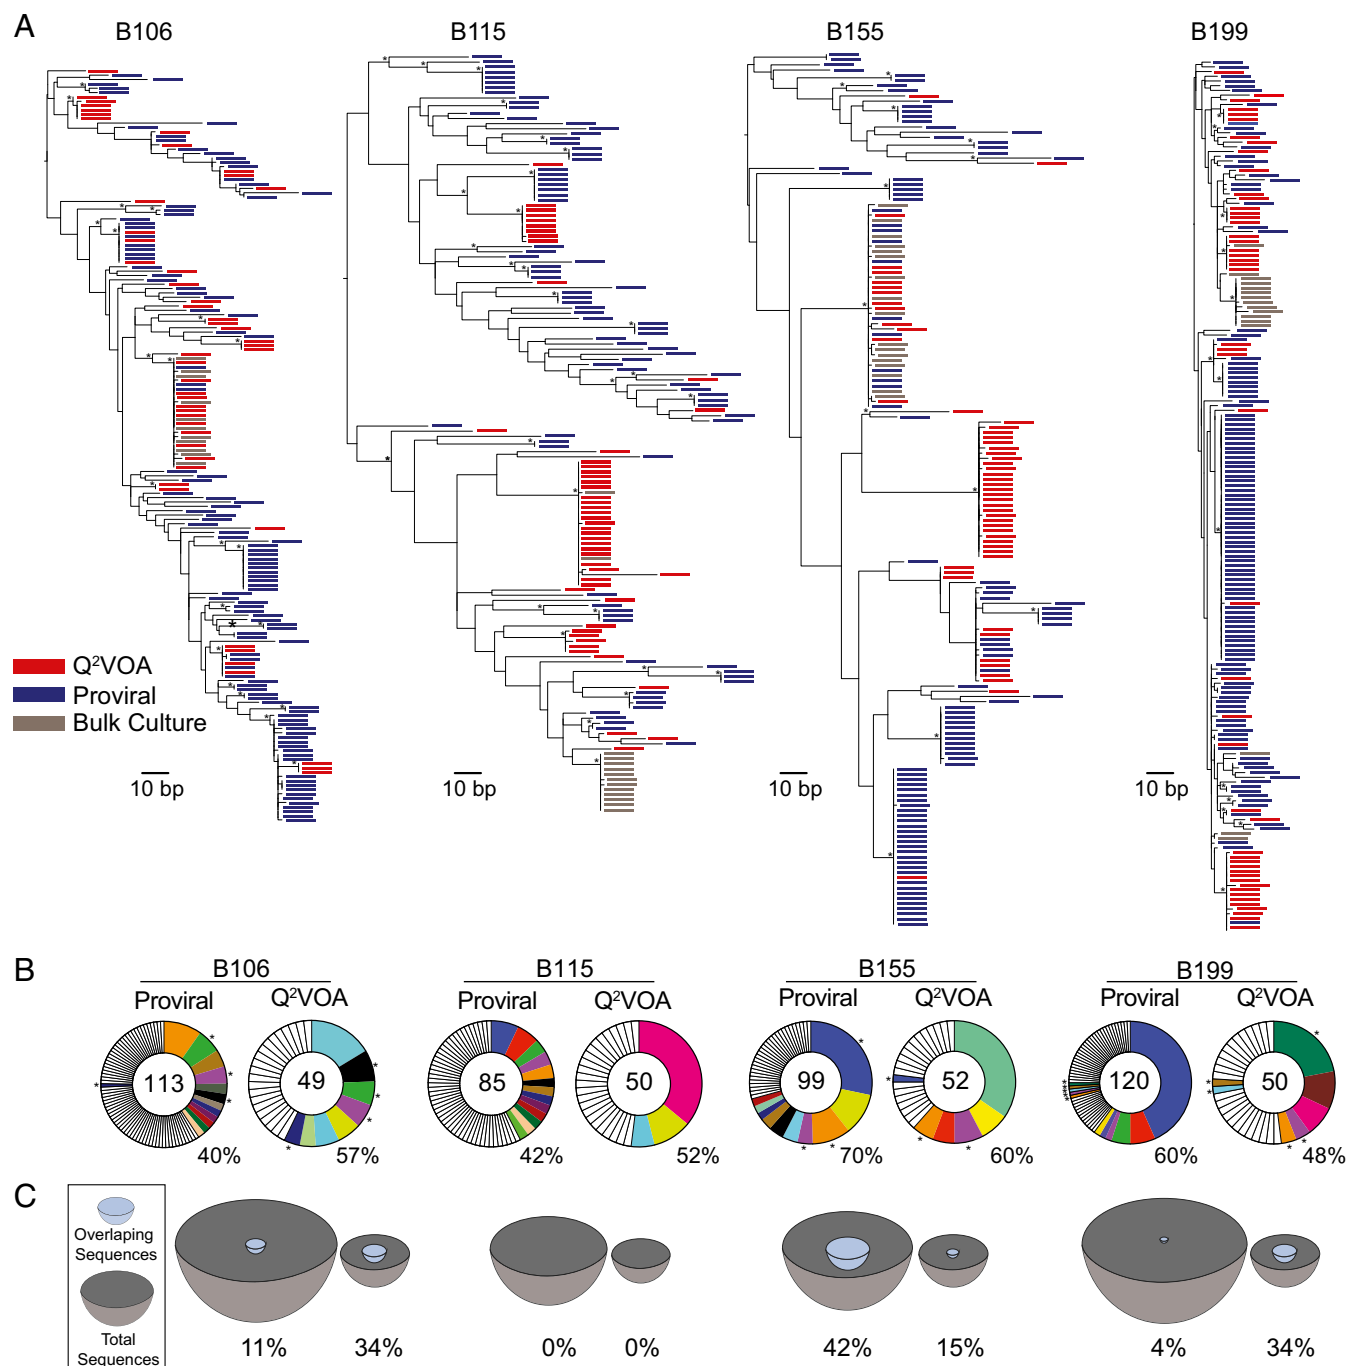 A
B106 B115 B155 B199
Q²VOA
Proviral
Bulk Culture
10 bp 10 bp 10 bp 10 bp
B
B106 B115 B155 B199
Proviral Q²VOA Proviral Q²VOA Proviral Q²VOA Proviral Q²VOA
113 49 85 50 99 52 120 50
40% 57% 42% 52% 70% 60% 60% 48%
C
Overlaping
Sequences
Total
Sequences
11% 34% 0% 0% 42% 15% 4% 34%